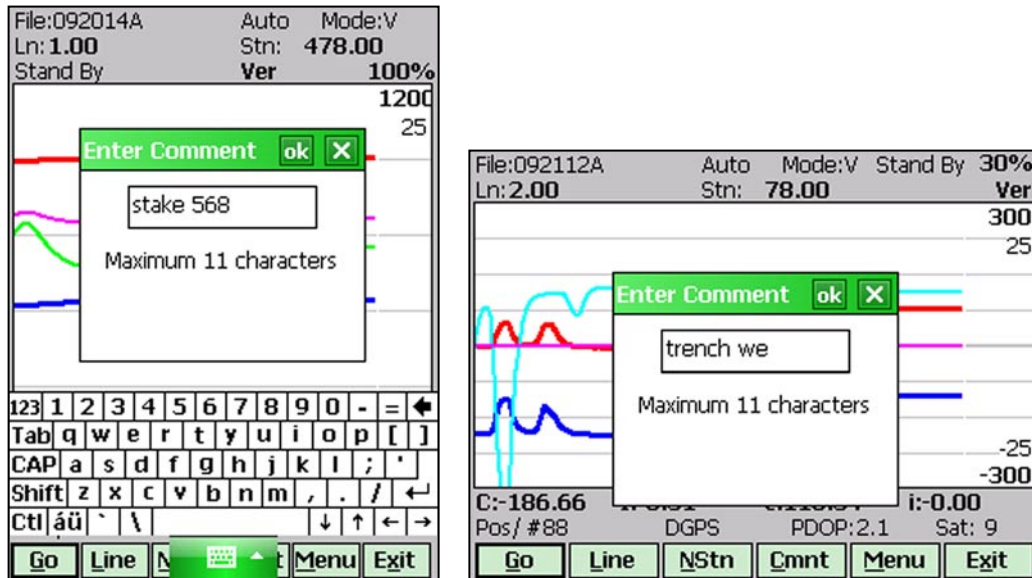 File:092014A Auto Mode:V
Ln: 1.00 Stn: 478.00
Stand By Ver 100%
1200
25
Enter Comment ok X
stake 568
Maximum 11 characters
123 1 2 3 4 5 6 7 8 9 0 - =
Tab q w e r t y u i o p [ ]
CAP a s d f g h j k l ; '
Shift z x c v b n m , . /
Ctl áü ` \ ↓ ↑ ← →
Go Line Menu Exit
File:092112A Auto Mode:V Stand By 30%
Ln: 2.00 Stn: 78.00 Ver
300
25
Enter Comment ok X
trench we
Maximum 11 characters
-25
-300
C:-186.66 i:-0.00
Pos/ #88 DGPS PDOP:2.1 Sat: 9
Go Line NStn Cmnt Menu Exit